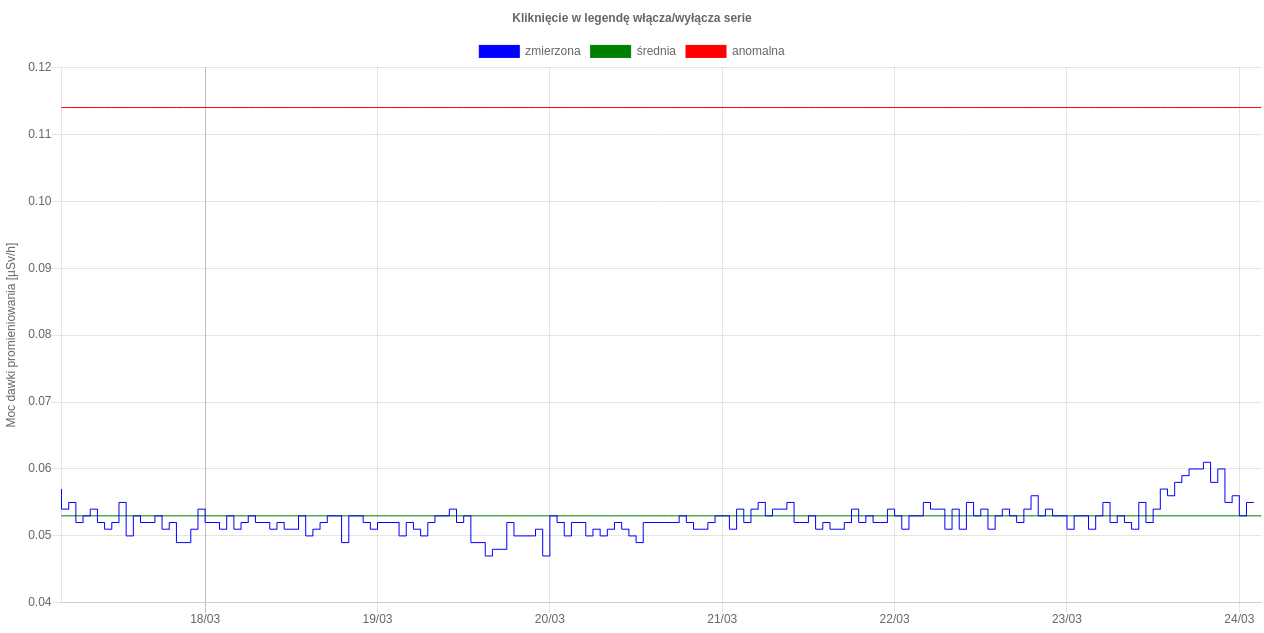 Kliknięcie w legendę włącza/wyłącza serie
zmierzona średnia anomalna
Moc dawki promieniowania [µSv/h]
0.12
0.11
0.10
0.09
0.08
0.07
0.06
0.05
0.04
18/03 19/03 20/03 21/03 22/03 23/03 24/03